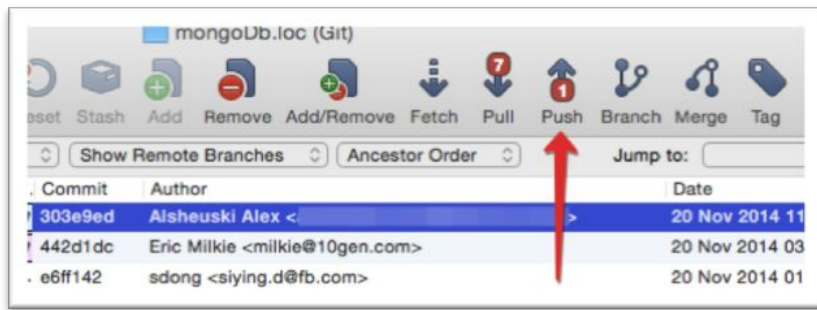 mongoDb.loc (Git)
7
1
eset Stash Add Remove Add/Remove Fetch Pull Push Branch Merge Tag
Show Remote Branches Ancestor Order Jump to:
Commit Author Date
303e9ed Alsheuski Alex < > 20 Nov 2014 11
442d1dc Eric Milkie <milkie@10gen.com> 20 Nov 2014 03
e6ff142 sdong <siying.d@fb.com> 20 Nov 2014 01